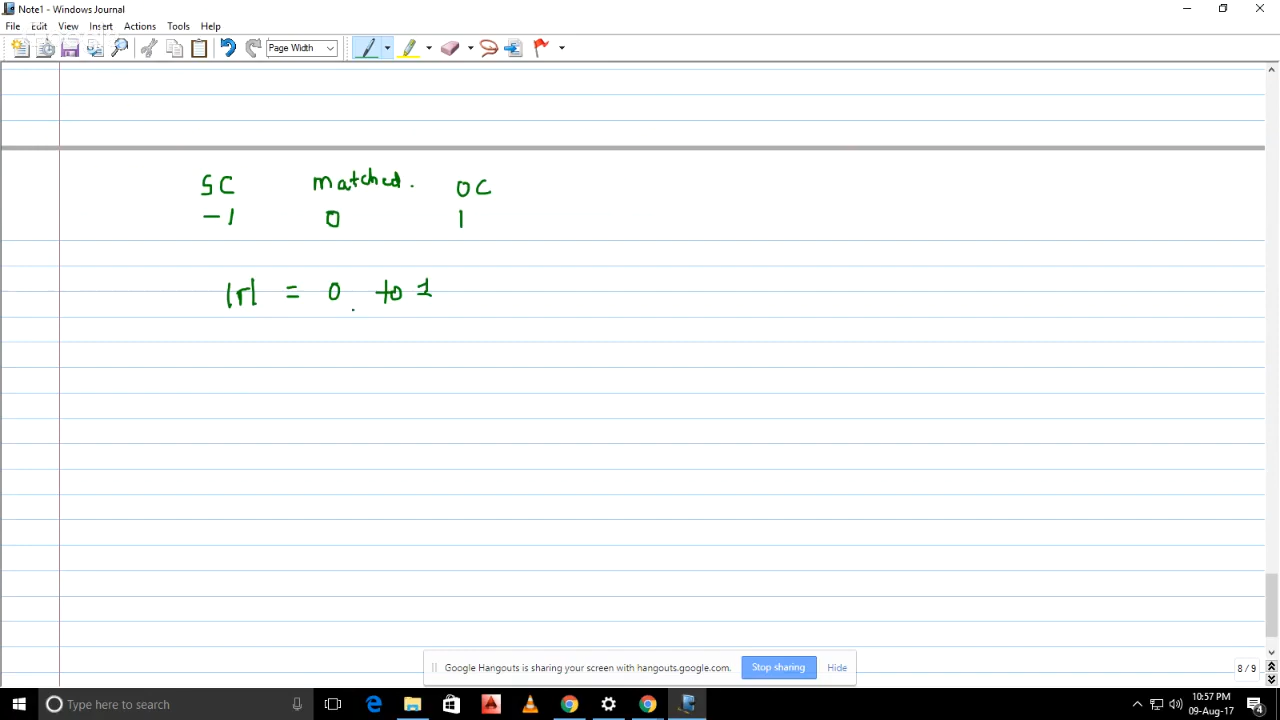 Note1 - Windows Journal
File Edit View Insert Actions Tools Help
Page Width
SC matched. OC
-1 0 1
|r| = 0 to 1
Google Hangouts is sharing your screen with hangouts.google.com. Stop sharing Hide
8 / 9
Type here to search
10:57 PM
09-Aug-17
4